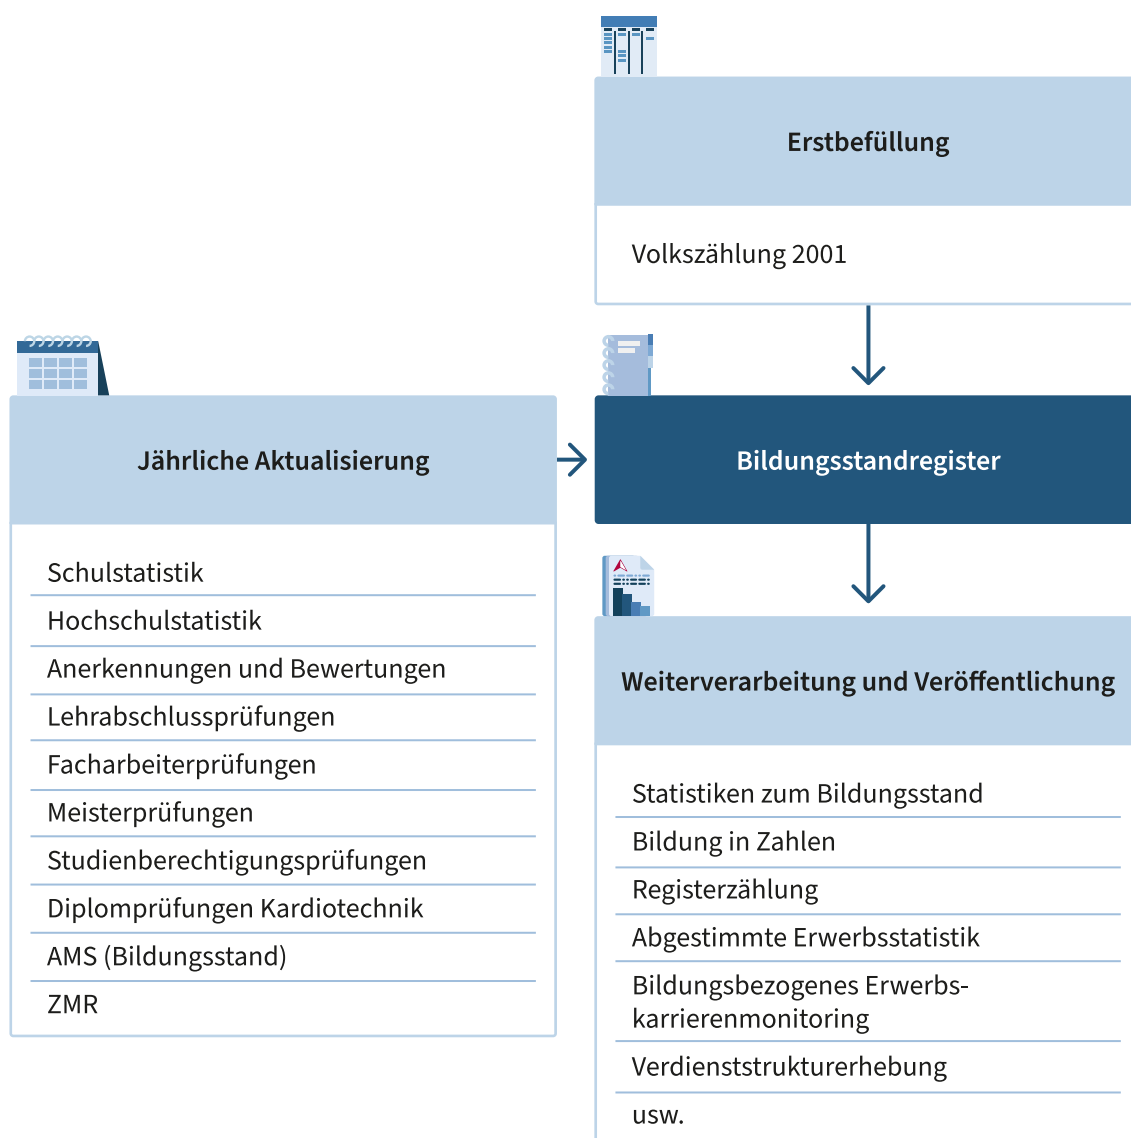 Erstbefüllung
Volkszählung 2001
Jährliche Aktualisierung
Schulstatistik
Hochschulstatistik
Anerkennungen und Bewertungen
Lehrabschlussprüfungen
Facharbeiterprüfungen
Meisterprüfungen
Studienberechtigungsprüfungen
Diplomprüfungen Kardiotechnik
AMS (Bildungsstand)
ZMR
Bildungsstandregister
Weiterverarbeitung und Veröffentlichung
Statistiken zum Bildungsstand
Bildung in Zahlen
Registerzählung
Abgestimmte Erwerbsstatistik
Bildungsbezogenes Erwerbs-
karrierenmonitoring
Verdienststrukturerhebung
usw.